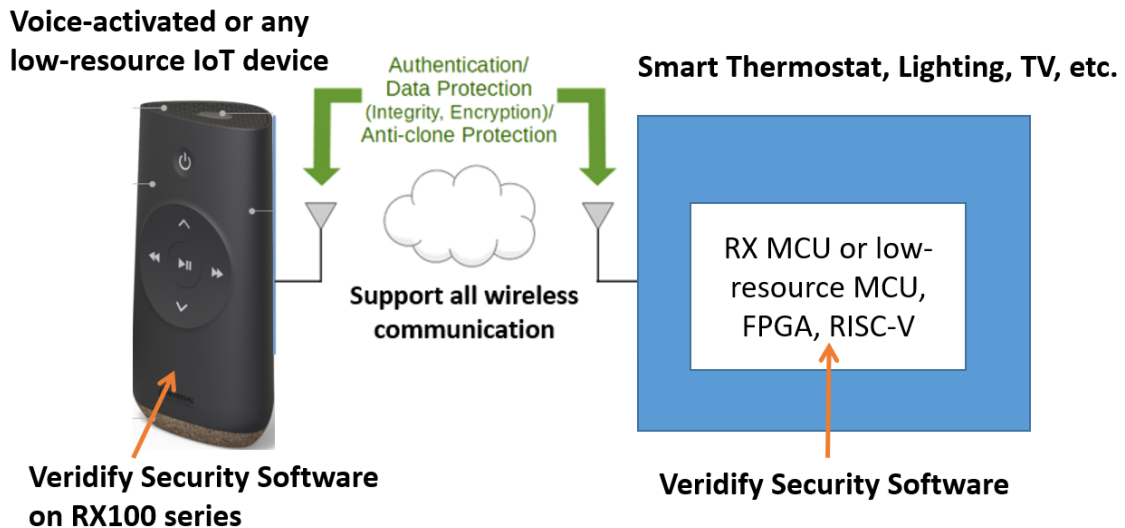 Voice-activated or any
low-resource IoT device
Authentication/
Data Protection
(Integrity, Encryption)/
Anti-clone Protection
Smart Thermostat, Lighting, TV, etc.
Support all wireless
communication
RX MCU or low-
resource MCU,
FPGA, RISC-V
Veridify Security Software
on RX100 series
Veridify Security Software